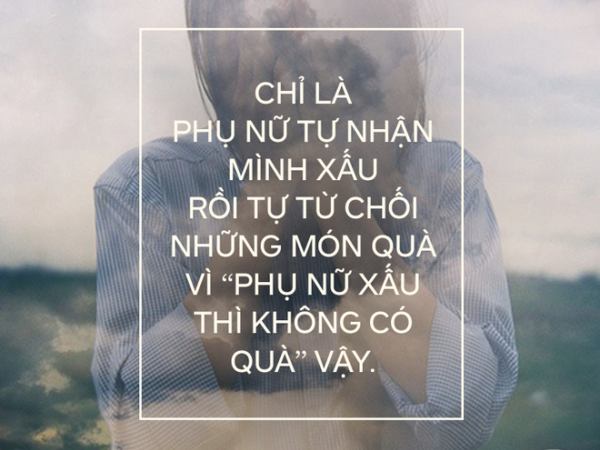 CHỈ LÀ
PHỤ NỮ TỰ NHẬN
MÌNH XẤU
RỒI TỰ TỪ CHỐI
NHỮNG MÓN QUÀ
VÌ “PHỤ NỮ XẤU
THÌ KHÔNG CÓ
QUÀ” VẬY.